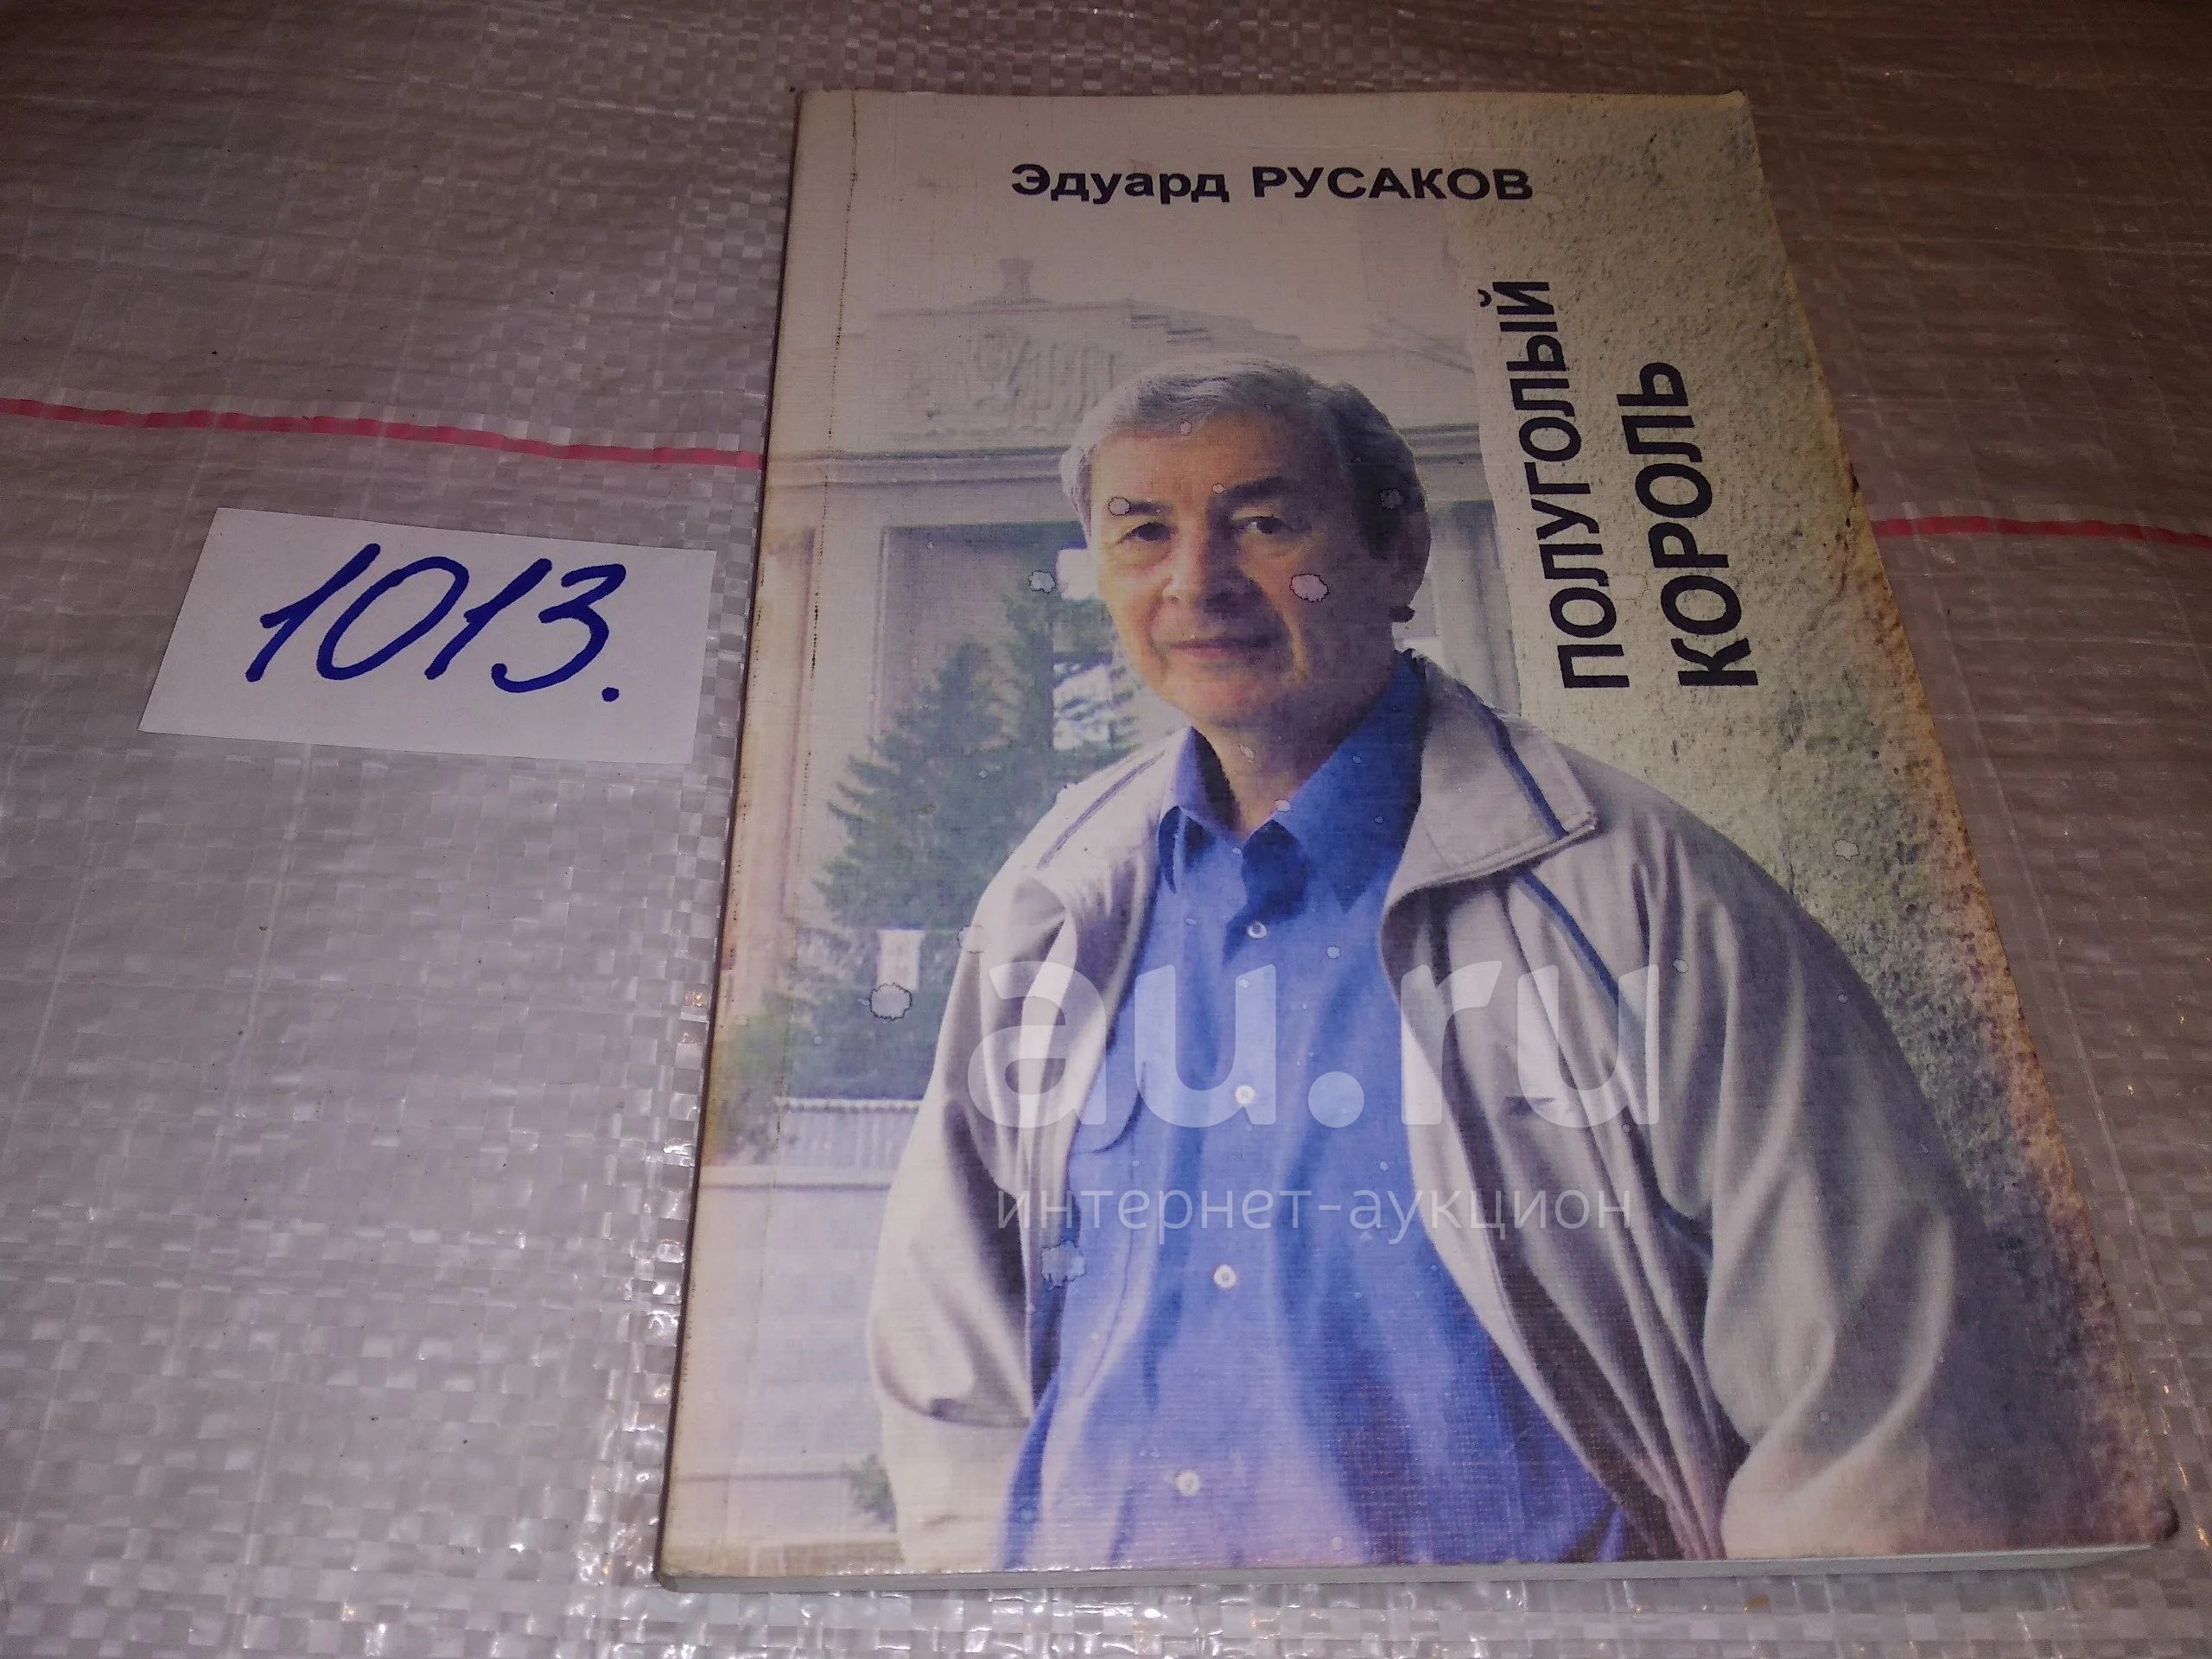 Эдуард РУСАКОВ
ПОЛУГОЛЫЙ
КОРОЛЬ
1013.
au.ru
интернет-аукцион